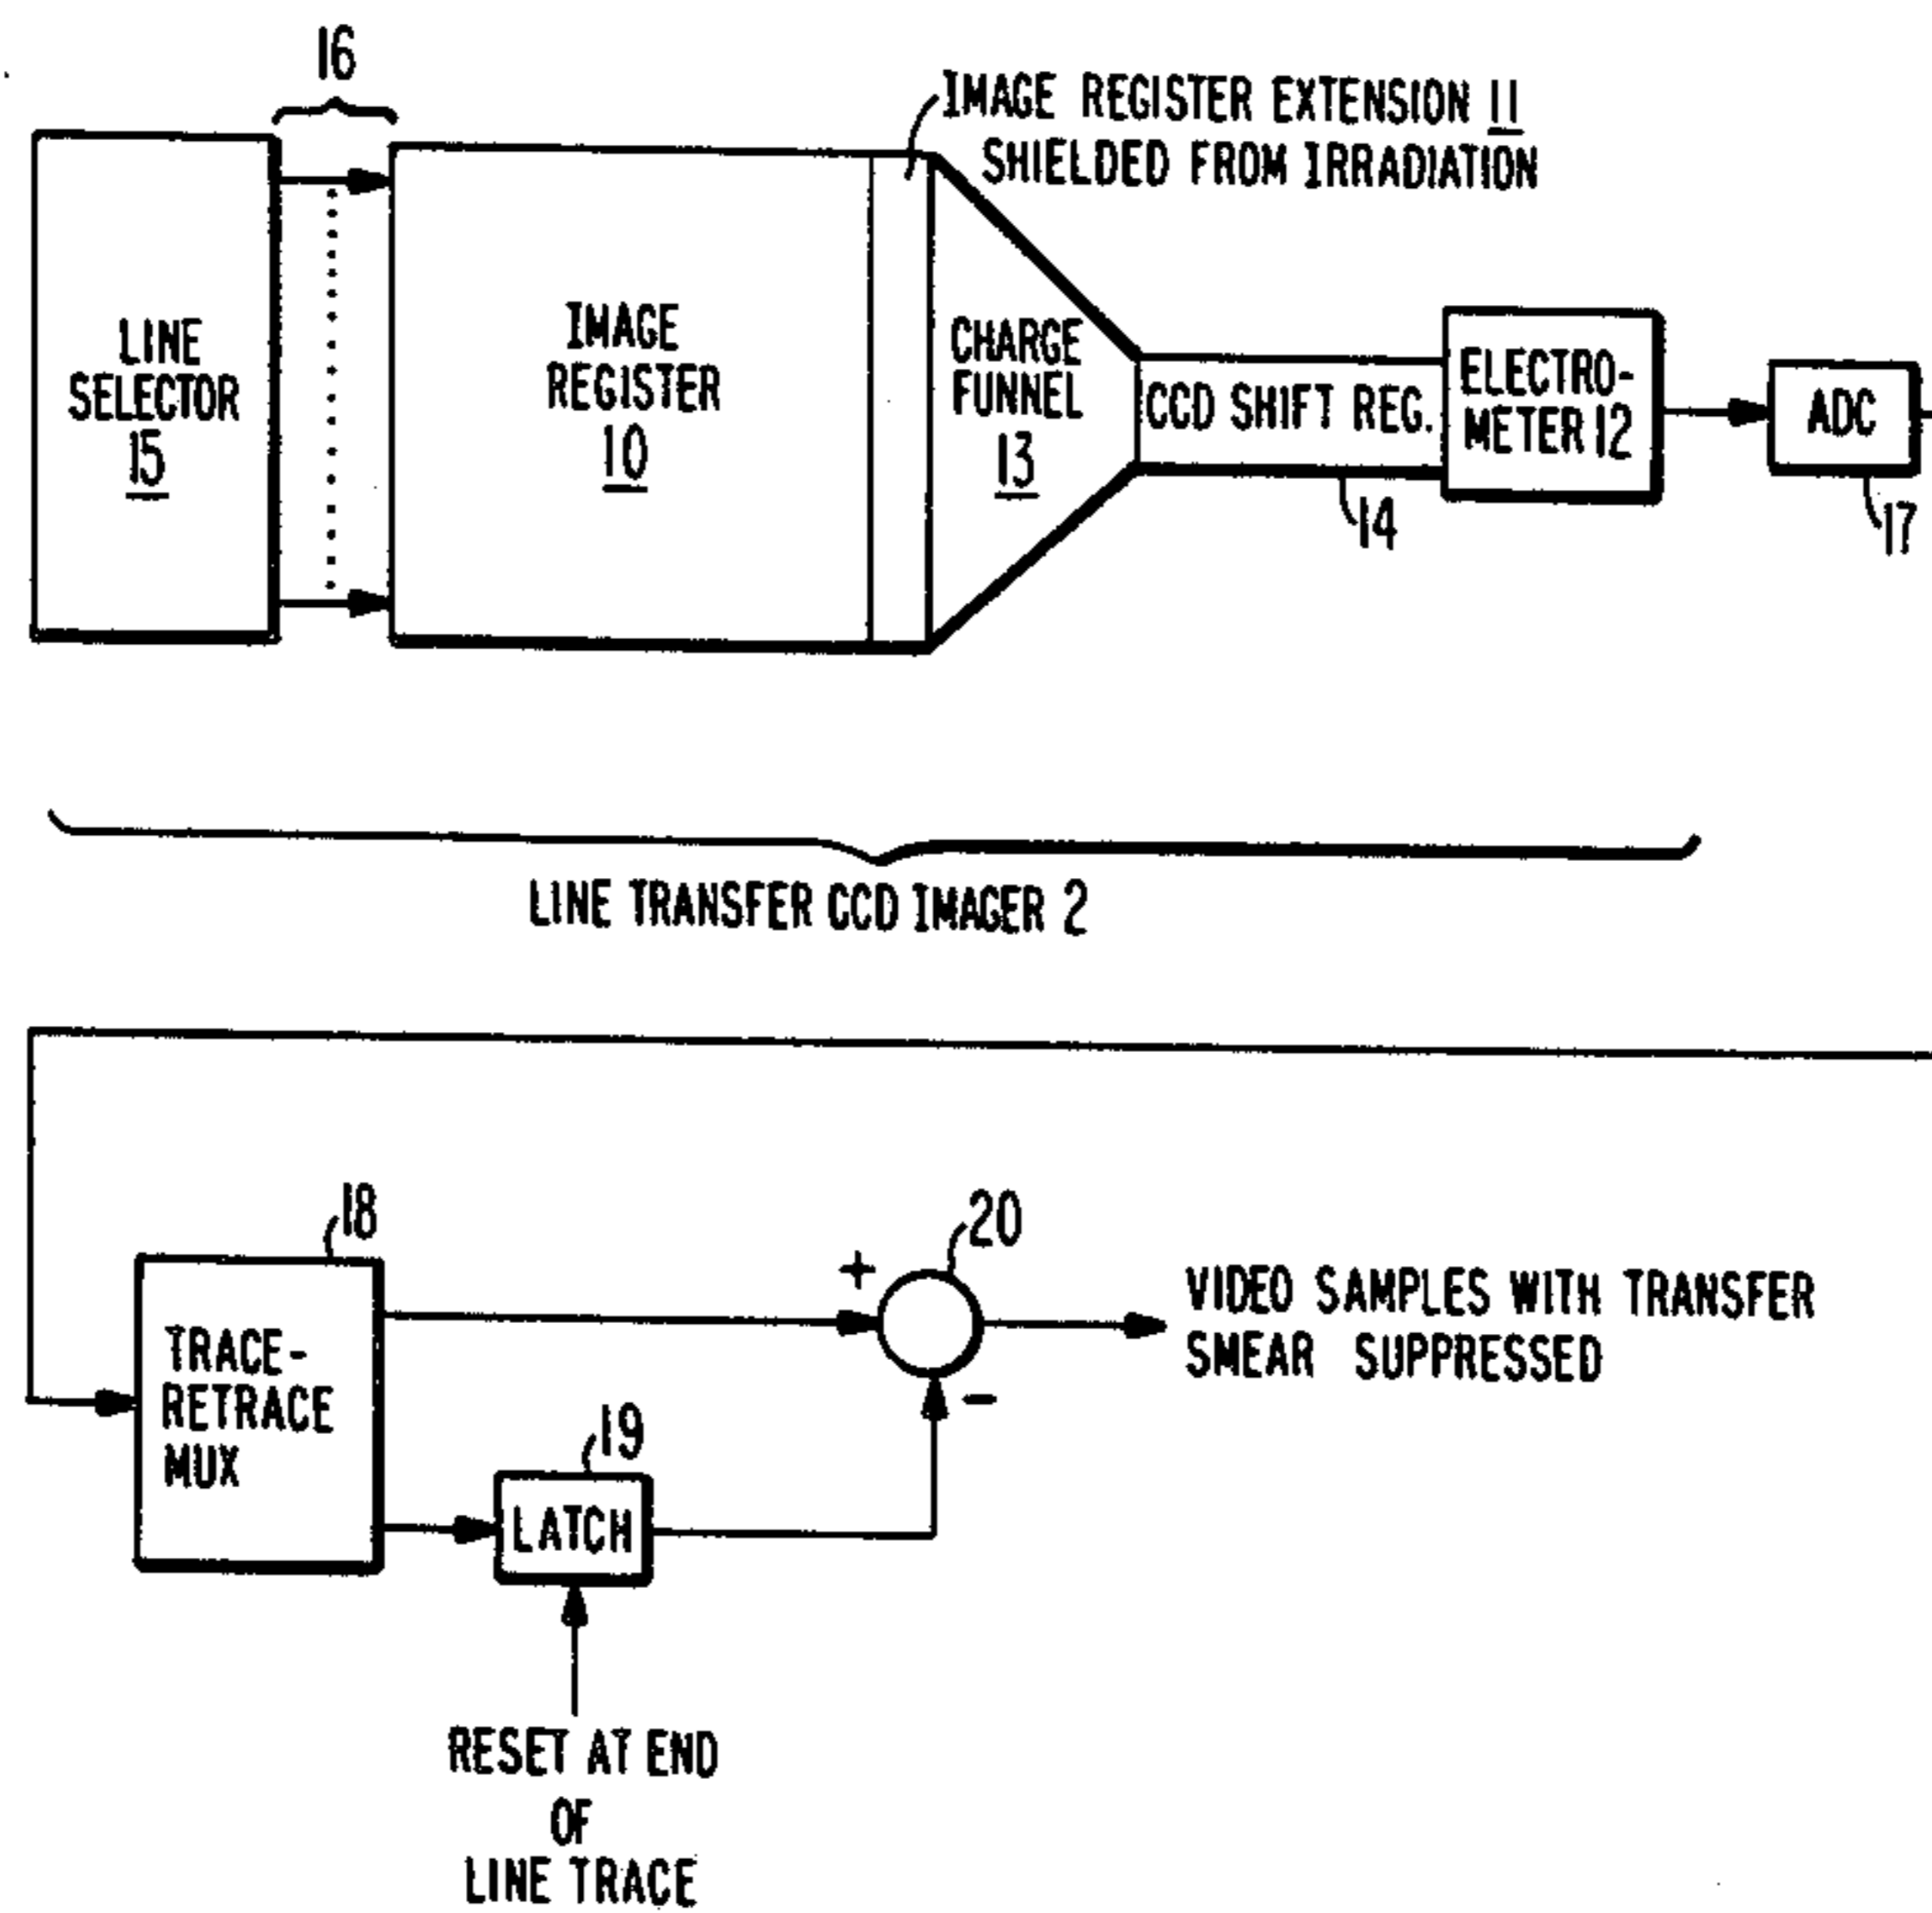 16
IMAGE REGISTER EXTENSION 11
SHIELDED FROM IRRADIATION
LINE
SELECTOR
15
IMAGE
REGISTER
10
CHARGE
FUNNEL
13
CCD SHIFT REG.
14
ELECTRO-
METER 12
ADC
17
LINE TRANSFER CCD IMAGER 2
18
TRACE-
RETRACE
MUX
19
LATCH
20
+
-
VIDEO SAMPLES WITH TRANSFER
SMEAR SUPPRESSED
RESET AT END
OF
LINE TRACE